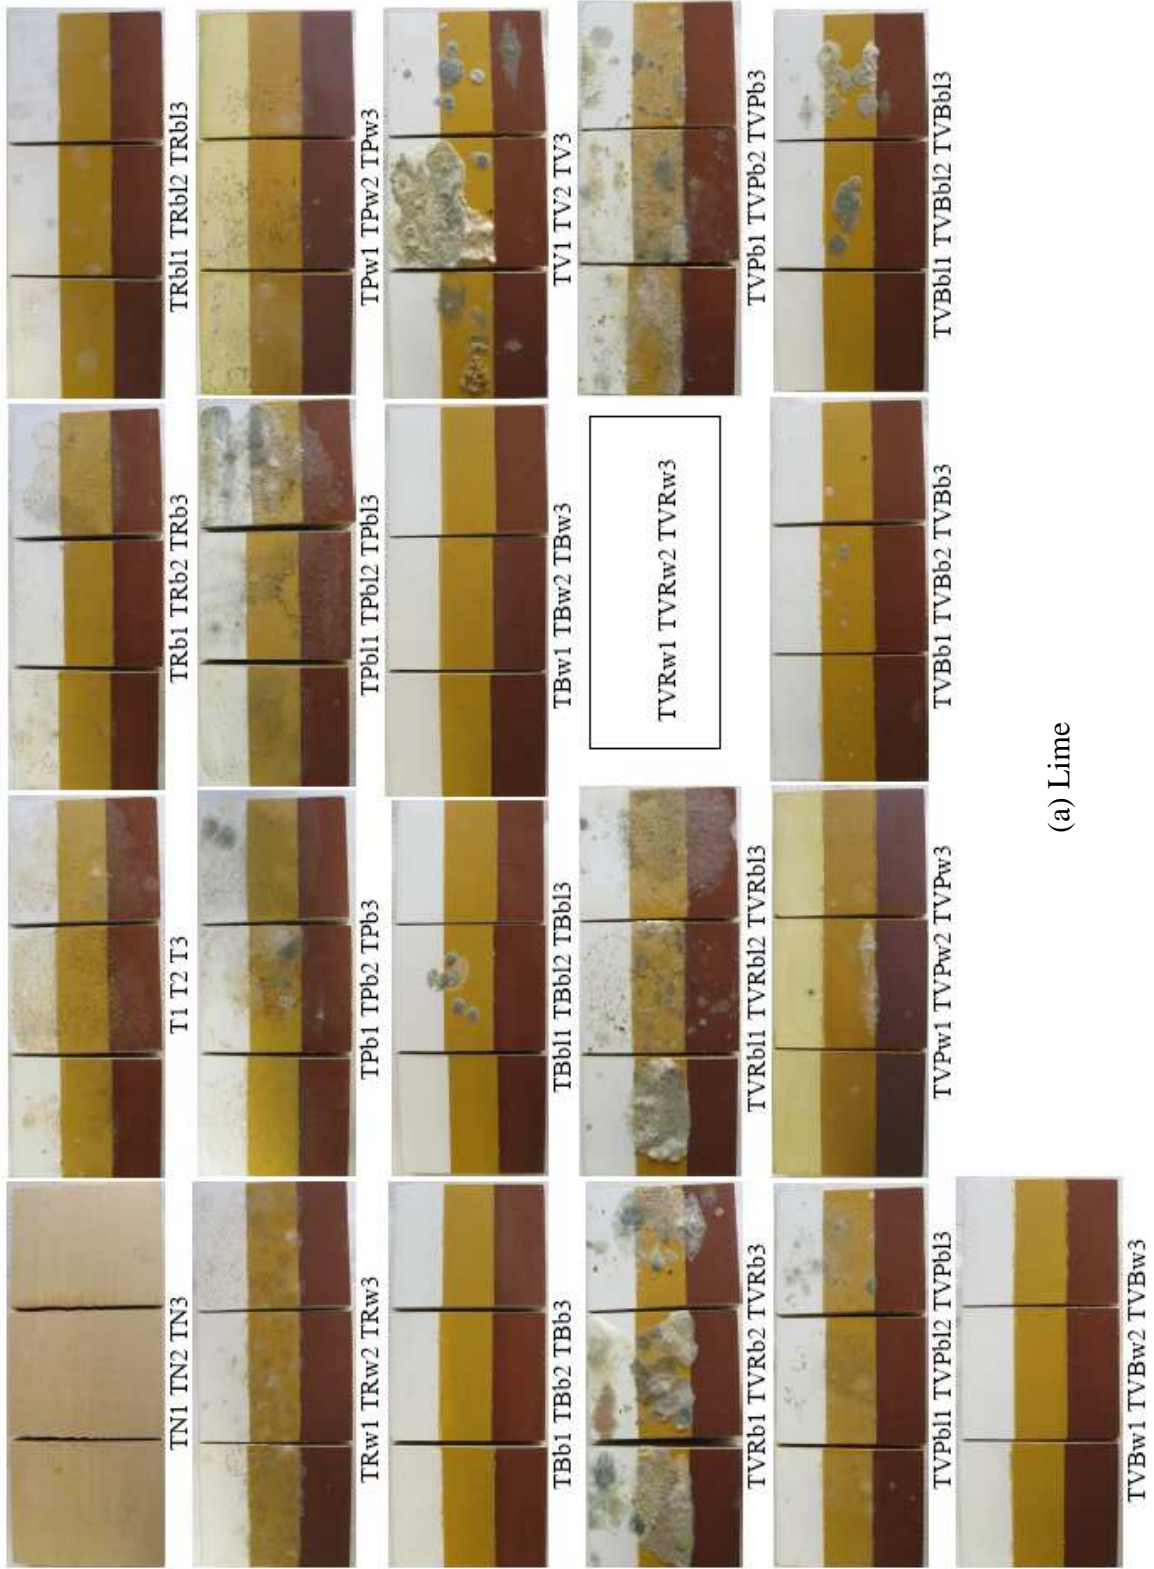 TN1 TN2 TN3
T1 T2 T3
TRb1 TRb2 TRb3
TRbl1 TRbl2 TRbl3
TRw1 TRw2 TRw3
TPb1 TPb2 TPb3
TPbl1 TPbl2 TPbl3
TPw1 TPw2 TPw3
TBb1 TBb2 TBb3
TBbl1 TBbl2 TBbl3
TBw1 TBw2 TBw3
TV1 TV2 TV3
TVRb1 TVRb2 TVRb3
TVRbl1 TVRbl2 TVRbl3
TVRw1 TVRw2 TVRw3
TVPb1 TVPb2 TVPb3
TVPbl1 TVPbl2 TVPbl3
TVPw1 TVPw2 TVPw3
TVBb1 TVBb2 TVBb3
TVBbl1 TVBbl2 TVBbl3
TVBw1 TVBw2 TVBw3
(a) Lime